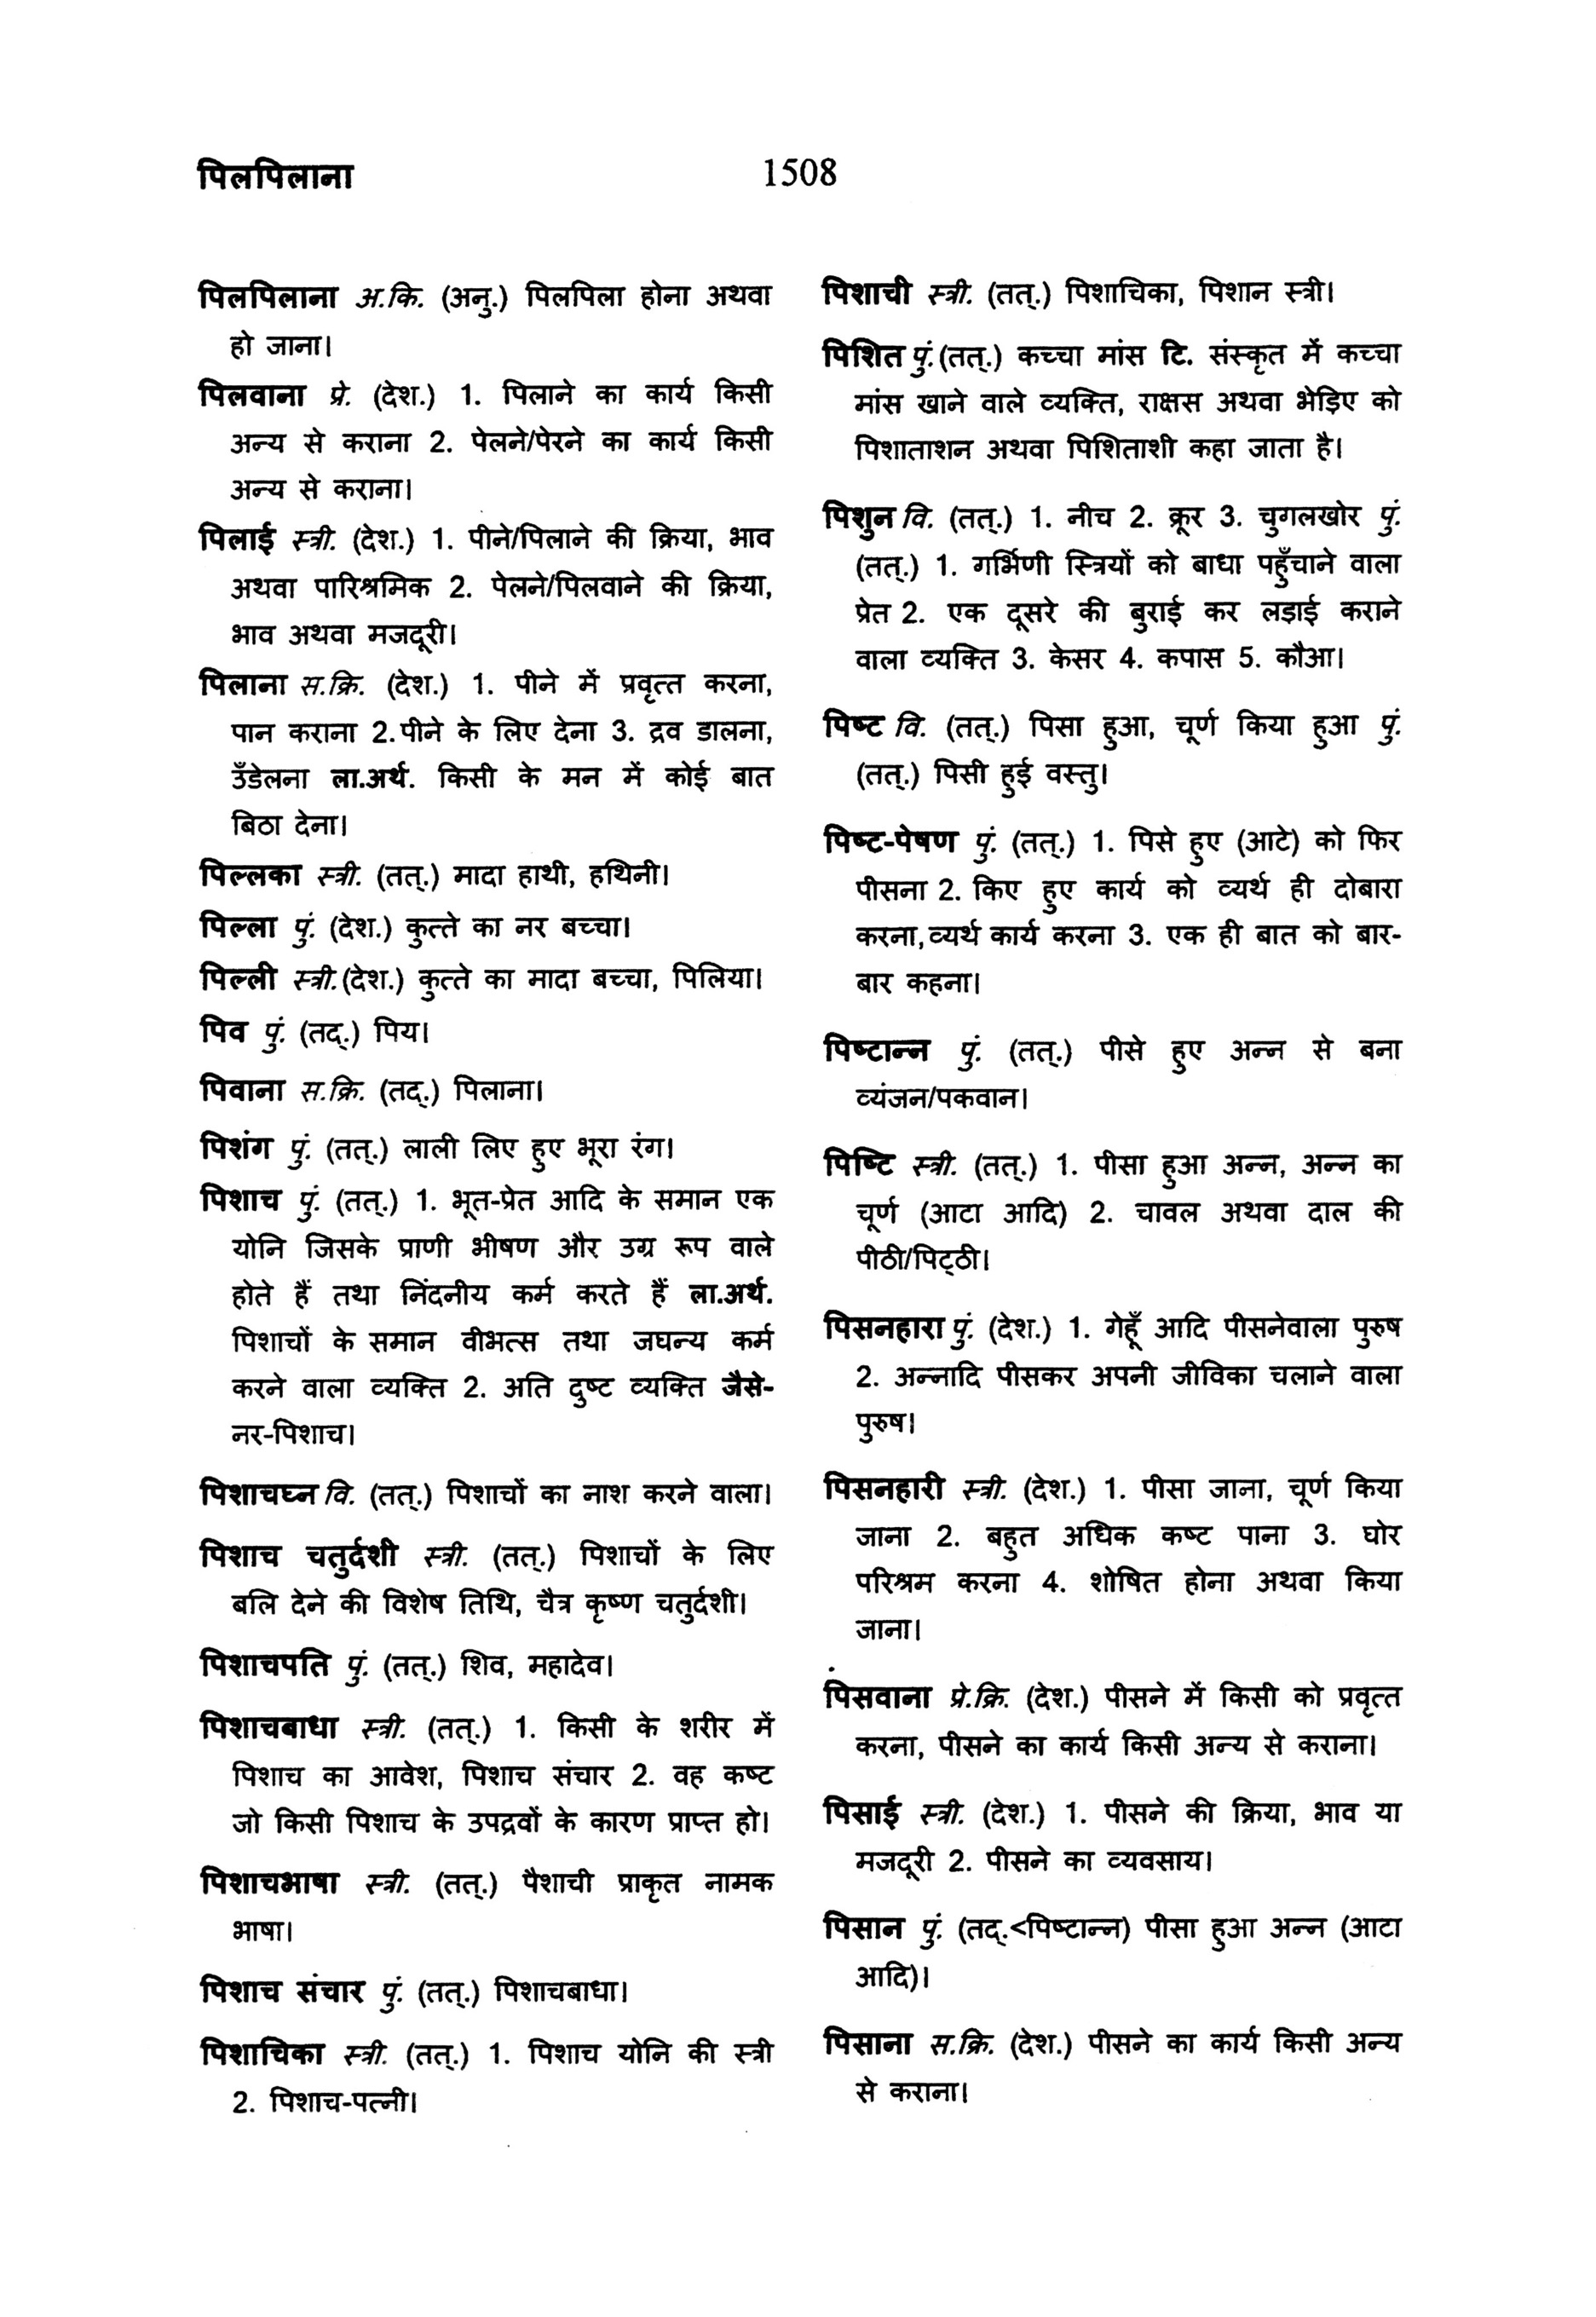 पिलपिलाना
1508
पिलपिलाना अ.कि. (अनु.) पिलपिला होना अथवा
हो जाना।
पिलवाना प्रे. (देश.) 1. पिलाने का कार्य किसी
अन्य से कराना 2. पेलने/पेरने का कार्य किसी
अन्य से कराना।
पिलाई स्त्री. (देश.) 1. पीने/पिलाने की क्रिया, भाव
अथवा पारिश्रमिक 2. पेलने/पिलवाने की क्रिया,
भाव अथवा मजदूरी।
पिलाना स.क्रि. (देश.) 1. पीने में प्रवृत्त करना,
पान कराना 2. पीने के लिए देना 3. द्रव डालना,
उँडेलना ला.अर्थ. किसी के मन में कोई बात
बिठा देना।
पिल्लका स्त्री. (तत्.) मादा हाथी, हथिनी।
पिल्ला पुं. (देश.) कुत्ते का नर बच्चा।
पिल्ली स्त्री. (देश.) कुत्ते का मादा बच्चा, पिलिया।
पिव पुं. (तद्.) पिय।
पिवाना स.क्रि. (तद्.) पिलाना।
पिशंग पुं. (तत्.) लाली लिए हुए भूरा रंग।
पिशाच पुं. (तत्.) 1. भूत-प्रेत आदि के समान एक
योनि जिसके प्राणी भीषण और उग्र रूप वाले
होते हैं तथा निंदनीय कर्म करते हैं ला.अर्थ.
पिशाचों के समान वीभत्स तथा जघन्य कर्म
करने वाला व्यक्ति 2. अति दुष्ट व्यक्ति जैसे-
नर-पिशाच।
पिशाचघ्न वि. (तत्.) पिशाचों का नाश करने वाला।
पिशाच चतुर्दशी स्त्री. (तत्.) पिशाचों के लिए
बलि देने की विशेष तिथि, चैत्र कृष्ण चतुर्दशी।
पिशाचपति पुं. (तत्.) शिव, महादेव।
पिशाचबाधा स्त्री. (तत्.) 1. किसी के शरीर में
पिशाच का आवेश, पिशाच संचार 2. वह कष्ट
जो किसी पिशाच के उपद्रवों के कारण प्राप्त हो।
पिशाचभाषा स्त्री. (तत्.) पैशाची प्राकृत नामक
भाषा।
पिशाच संचार पुं. (तत्.) पिशाचबाधा।
पिशाचिका स्त्री. (तत्.) 1. पिशाच योनि की स्त्री
2. पिशाच-पत्नी।
पिशाची स्त्री. (तत्.) पिशाचिका, पिशान स्त्री।
पिशित पुं. (तत्.) कच्चा मांस टि. संस्कृत में कच्चा
मांस खाने वाले व्यक्ति, राक्षस अथवा भेड़िए को
पिशाताशन अथवा पिशिताशी कहा जाता है।
पिशुन वि. (तत्.) 1. नीच 2. क्रूर 3. चुगलखोर पुं.
(तत्.) 1. गर्भिणी स्त्रियों को बाधा पहुँचाने वाला
प्रेत 2. एक दूसरे की बुराई कर लड़ाई कराने
वाला व्यक्ति 3. केसर 4. कपास 5. कौआ।
पिष्ट वि. (तत्.) पिसा हुआ, चूर्ण किया हुआ पुं.
(तत्.) पिसी हुई वस्तु।
पिष्ट-पेषण पुं. (तत्.) 1. पिसे हुए (आटे) को फिर
पीसना 2. किए हुए कार्य को व्यर्थ ही दोबारा
करना, व्यर्थ कार्य करना 3. एक ही बात को बार-
बार कहना।
पिष्टान्न पुं. (तत्.) पीसे हुए अन्न से बना
व्यंजन/पकवान।
पिष्टि स्त्री. (तत्.) 1. पीसा हुआ अन्न, अन्न का
चूर्ण (आटा आदि) 2. चावल अथवा दाल की
पीठी/पिट्ठी।
पिसनहारा पुं. (देश.) 1. गेहूँ आदि पीसनेवाला पुरुष
2. अन्नादि पीसकर अपनी जीविका चलाने वाला
पुरुष।
पिसनहारी स्त्री. (देश.) 1. पीसा जाना, चूर्ण किया
जाना 2. बहुत अधिक कष्ट पाना 3. घोर
परिश्रम करना 4. शोषित होना अथवा किया
जाना।
पिसवाना प्रे.क्रि. (देश.) पीसने में किसी को प्रवृत्त
करना, पीसने का कार्य किसी अन्य से कराना।
पिसाई स्त्री. (देश.) 1. पीसने की क्रिया, भाव या
मजदूरी 2. पीसने का व्यवसाय।
पिसान पुं. (तद्.<पिष्टान्न) पीसा हुआ अन्न (आटा
आदि)।
पिसाना स.क्रि. (देश.) पीसने का कार्य किसी अन्य
से कराना।